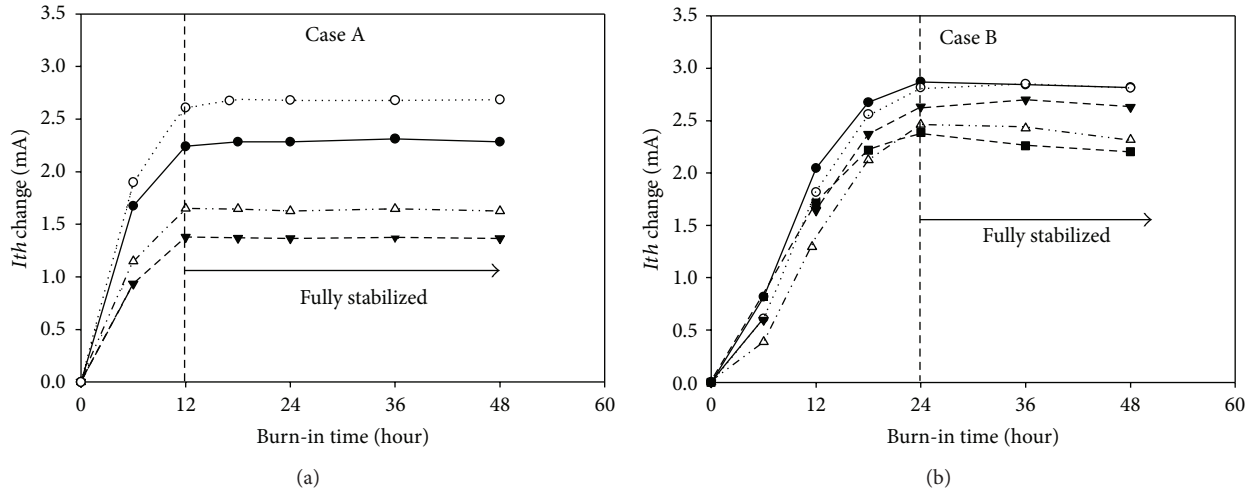 3.5
3.0
2.5
2.0
1.5
1.0
0.5
0.0
Ith change (mA)
Case A
Fully stabilized
0 12 24 36 48 60
Burn-in time (hour)
(a)
3.5
3.0
2.5
2.0
1.5
1.0
0.5
0.0
Ith change (mA)
Case B
Fully stabilized
0 12 24 36 48 60
Burn-in time (hour)
(b)